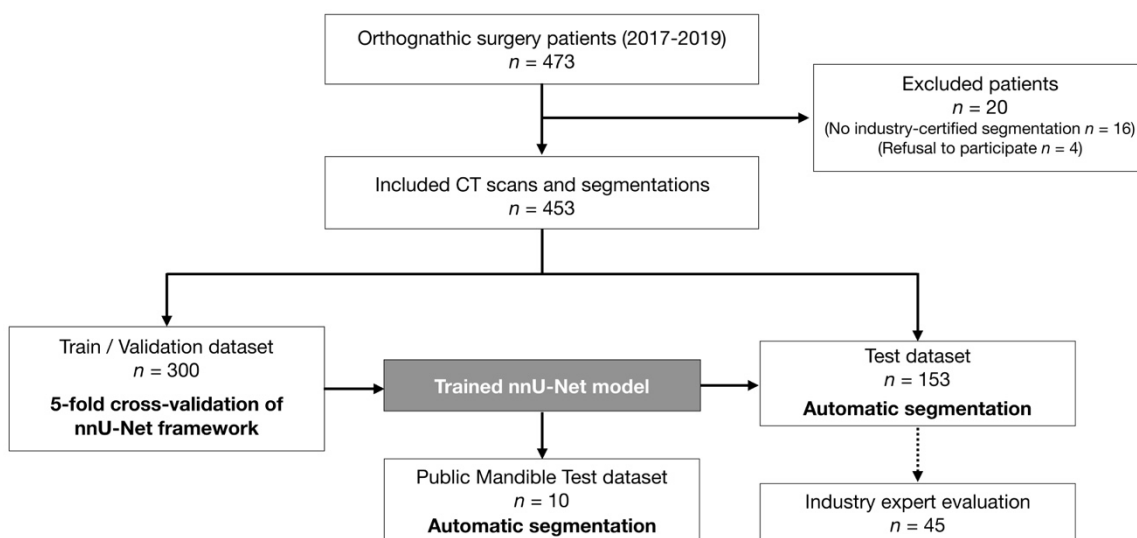 Orthognathic surgery patients (2017-2019)
n = 473
Excluded patients
n = 20
(No industry-certified segmentation n = 16)
(Refusal to participate n = 4)
Included CT scans and segmentations
n = 453
Train / Validation dataset
n = 300
5-fold cross-validation of
nnU-Net framework
Trained nnU-Net model
Test dataset
n = 153
Automatic segmentation
Public Mandible Test dataset
n = 10
Automatic segmentation
Industry expert evaluation
n = 45